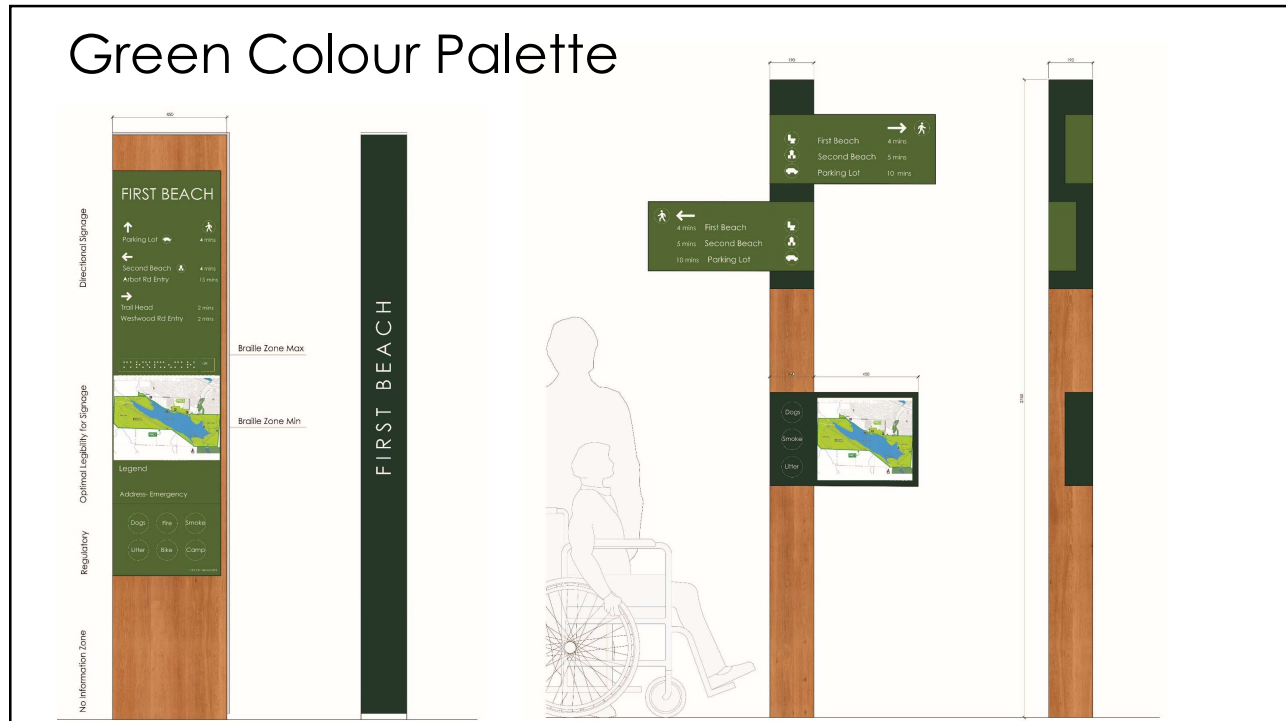 Green Colour Palette
Directional Signage
Optimal Legibility for Signage
Regulatory
No Information Zone
FIRST BEACH
Parking Lot 4 mins
Second Beach 4 mins
Arbot Rd Entry 15 mins
Trail Head 2 mins
Westwood Rd Entry 2 mins
Legend
Address- Emergency
Dogs Fire Smoke
Litter Bike Camp
Braille Zone Max
Braille Zone Min
FIRST BEACH
First Beach 4 mins
Second Beach 5 mins
Parking Lot 10 mins
4 mins First Beach
5 mins Second Beach
10 mins Parking Lot
Dogs
Smoke
Litter